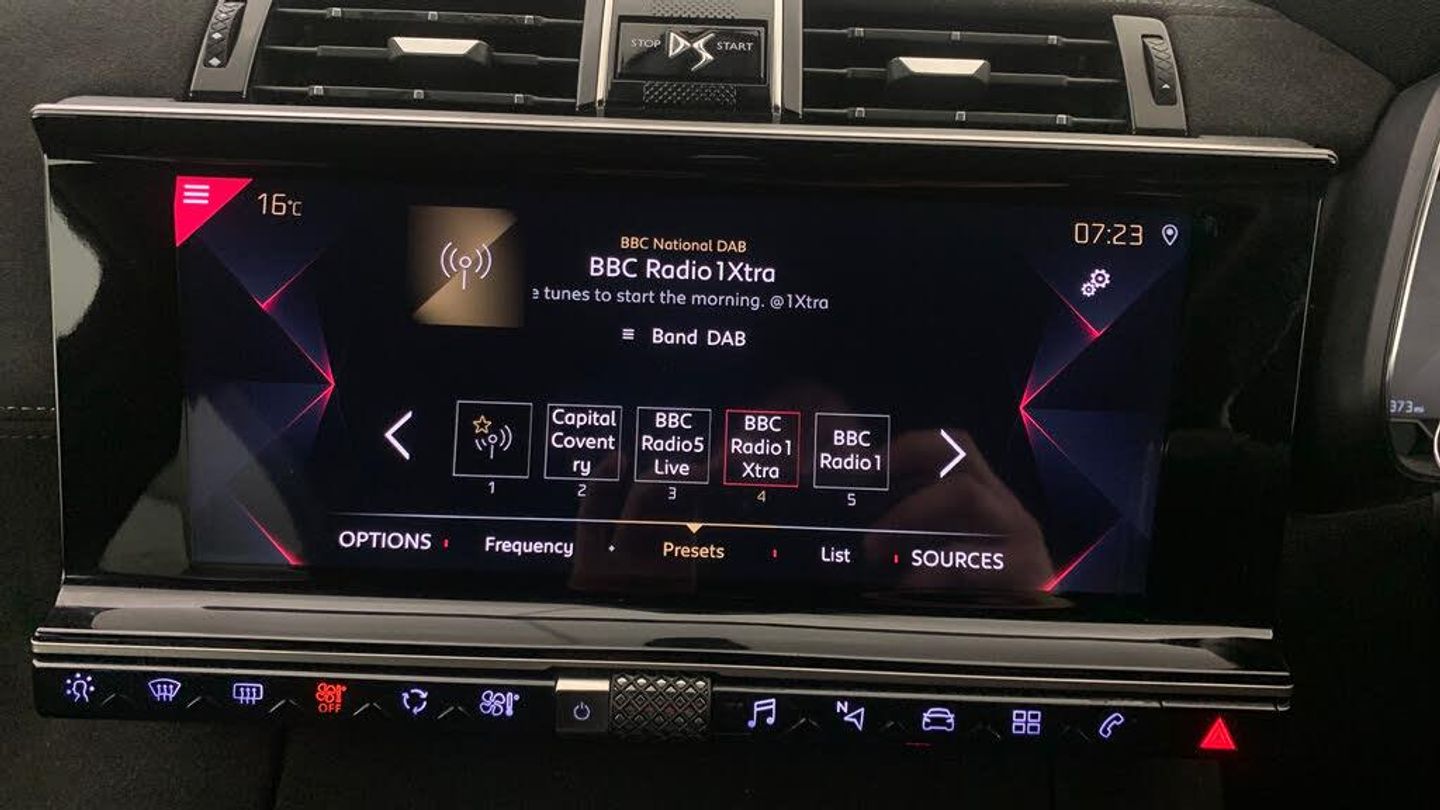 STOP DS START
16°C
07:23
BBC National DAB
BBC Radio 1Xtra
e tunes to start the morning. @1Xtra
Band DAB
Capital
Covent
ry
BBC
Radio5
Live
BBC
Radio1
Xtra
BBC
Radio1
1
2
3
4
5
OPTIONS
Frequency
Presets
List
SOURCES
373mi
OFF
N